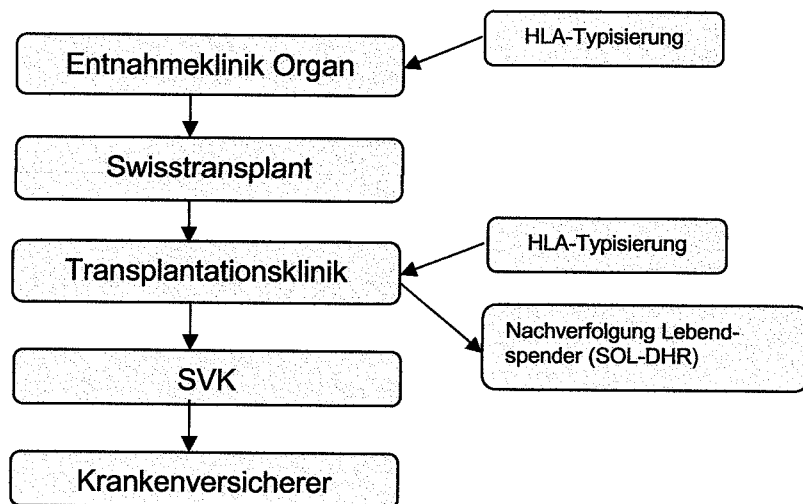 HLA-Typisierung
Entnahmeklinik Organ
Swisstransplant
HLA-Typisierung
Transplantationsklinik
Nachverfolgung Lebend-
spender (SOL-DHR)
SVK
Krankenversicherer